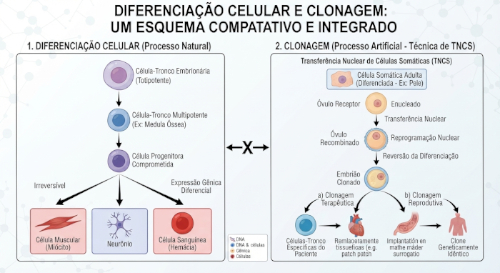 DIFERENCIAÇÃO CELULAR E CLONAGEM:
UM ESQUEMA COMPATATIVO E INTEGRADO
1. DIFERENCIAÇÃO CELULAR (Processo Natural)
Célula-Tronco Embrionária
(Totipotente)
Célula-Tronco Multipotente
(Ex: Medula Óssea)
Célula Progenitora
Comprometida
Irreversível
Expressão Gênica
Diferencial
Célula Muscular
(Miócito)
Neurônio
Célula Sanguínea
(Hemácia)
DNA
DNA & células
X
2. CLONAGEM (Processo Artificial - Técnica de TNCS)
Transferência Nuclear de Células Somáticas (TNCS)
Célula Somática Adulta
(Diferenciada - Ex: Pele)
Óvulo Receptor
Enucleado
Transferência Nuclear
Óvulo
Recombinado
Reprogramação Nuclear
Reversão da Diferenciação
Embrião
Clonado
a) Clonagem
Terapêutica
b) Clonagem
Reprodutiva
Células-Tronco
Específicas do
Paciente
patch
Clone
Geneticamente
Idêntico